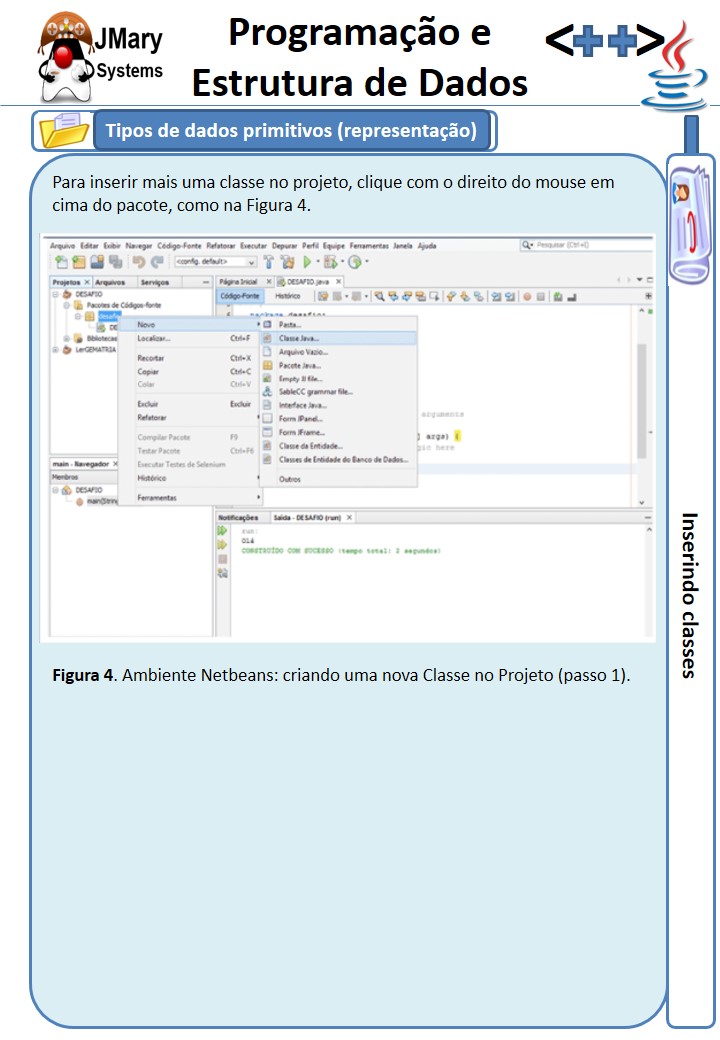 JMary
Systems
Programação e
Estrutura de Dados
<++>
Tipos de dados primitivos (representação)
Para inserir mais uma classe no projeto, clique com o direito do mouse em
cima do pacote, como na Figura 4.
Arquivo Editar Exibir Navegar Código-Fonte Refatorar Executar Depurar Perfil Equipe Ferramentas Janela Ajuda
Pesquisar (Ctrl+I)
<config. default>
Projetos Arquivos Serviços
Página Inicial DESAFIO.java
DESAFIO
Código-Fonte Histórico
Pacotes de Códigos-fonte
desafio
package desafio;
DE
Bibliotecas
LerGEMATRIA
Novo
Localizar... Ctrl+F
Recortar Ctrl+X
Copiar Ctrl+C
Colar Ctrl+V
Excluir Excluir
Refatorar
Compilar Pacote F9
Testar Pacote Ctrl+F6
Executar Testes de Selenium
Histórico
Ferramentas
Pasta...
Classe Java...
Arquivo Vazio...
Pacote Java...
Empty JJ file...
SableCC grammar file...
Interface Java...
Form JPanel...
Form JFrame...
Classe da Entidade...
Classes de Entidade do Banco de Dados...
Outros
arguments
] args) {
gic here
main - Navegador
Membros
DESAFIO
main(String
Notificações Saída - DESAFIO (run)
run:
Olá
CONSTRUÍDO COM SUCESSO (tempo total: 2 segundos)
Figura 4. Ambiente Netbeans: criando uma nova Classe no Projeto (passo 1).
Inserindo classes